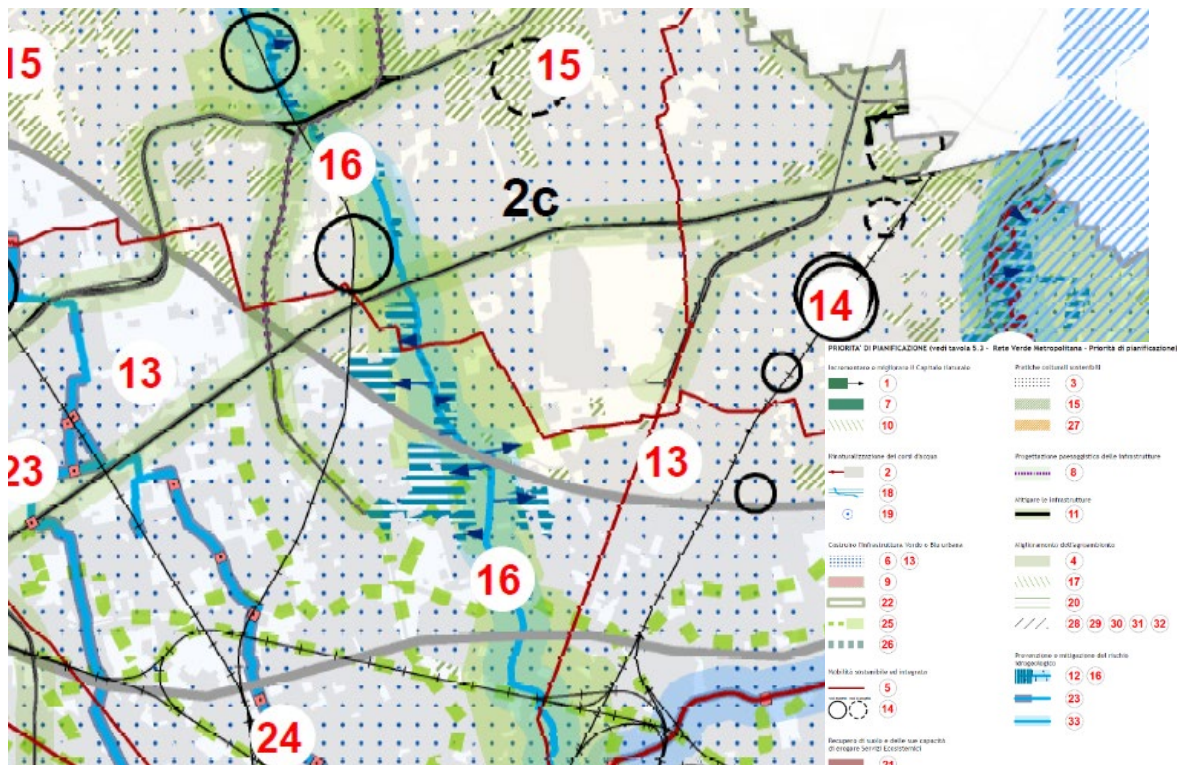 15
15
16
2c
14
13
13
23
16
24
PRIORITA' DI PIANIFICAZIONE (vedi tavola 5.3 - Rete Verde Metropolitana - Priorità di pianificazione)
Incrementare e migliorare il Capitale Naturale
1
7
10
Rinaturalizzazione dei corsi d'acqua
2
18
19
Costruire l'Infrastruttura Verde e Blu urbana
6 13
9
22
25
26
Mobilità sostenibile ed integrata
5
14
Recupero di suolo e delle sue capacità
di erogare Servizi Ecosistemici
21
Pratiche colturali sostenibili
3
15
27
Progettazione paesaggistica delle infrastrutture
8
Mitigare le infrastrutture
11
Miglioramento dell'agroambiente
4
17
20
28 29 30 31 32
Prevenzione e mitigazione del rischio
idrogeologico
12 16
23
33